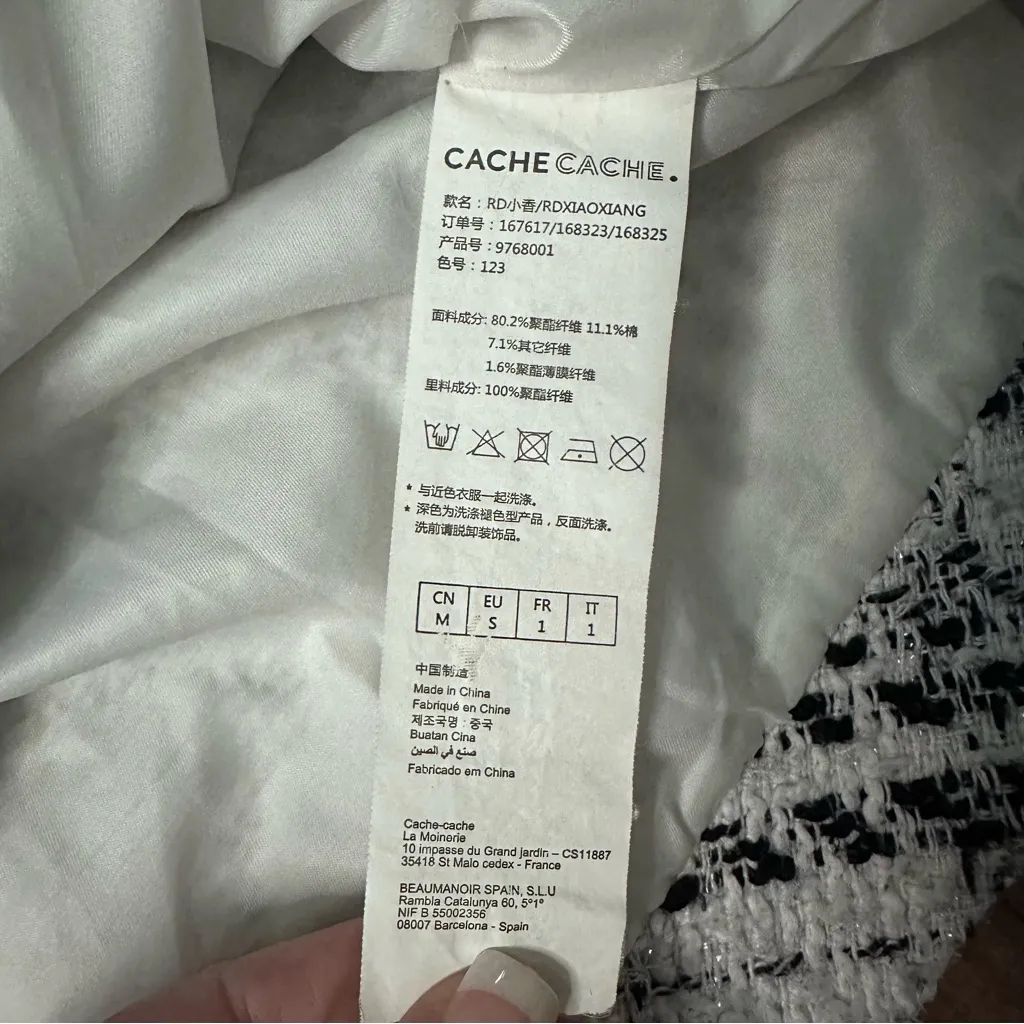 CACHE CACHE.
款名：RD小香/RDXIAOXIANG
订单号：167617/168323/168325
产品号：9768001
色号：123
面料成分: 80.2%聚酯纤维 11.1%棉
7.1%其它纤维
1.6%聚酯薄膜纤维
里料成分: 100%聚酯纤维
* 与近色衣服一起洗涤。
* 深色为洗涤褪色型产品，反面洗涤。
洗前请脱卸装饰品。
CN EU FR IT
M S 1 1
中国制造
Made in China
Fabriqué en Chine
제조국명 : 중국
Buatan Cina
صنع في الصين
Fabricado em China
Cache-cache
La Moinerie
10 impasse du Grand jardin – CS11887
35418 St Malo cedex - France
BEAUMANOIR SPAIN, S.L.U
Rambla Catalunya 60, 5°1º
NIF B 55002356
08007 Barcelona - Spain